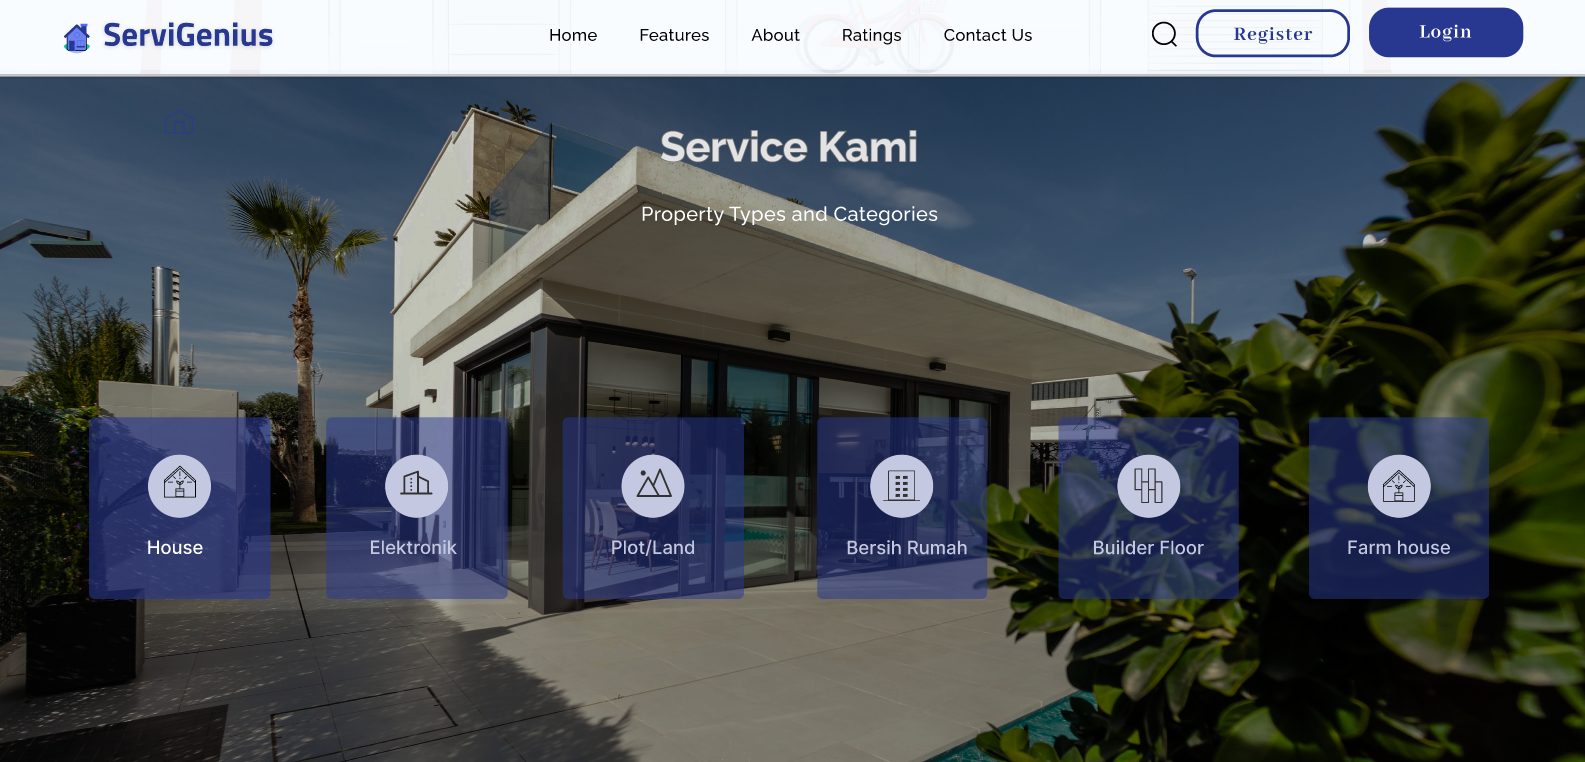 ServiGenius
Home Features About Ratings Contact Us Register Login
Service Kami
Property Types and Categories
House Elektronik Plot/Land Bersih Rumah Builder Floor Farm house